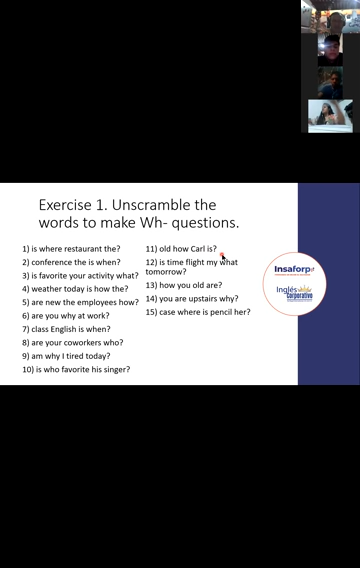 Exercise 1. Unscramble the
words to make Wh- questions.
1) is where restaurant the?
2) conference the is when?
3) is favorite your activity what?
4) weather today is how the?
5) are new the employees how?
6) are you why at work?
7) class English is when?
8) are your coworkers who?
9) am why I tired today?
10) is who favorite his singer?
11) old how Carl is?
12) is time flight my what
tomorrow?
13) how you old are?
14) you are upstairs why?
15) case where is pencil her?
Insaforp
Inglés
Corporativo